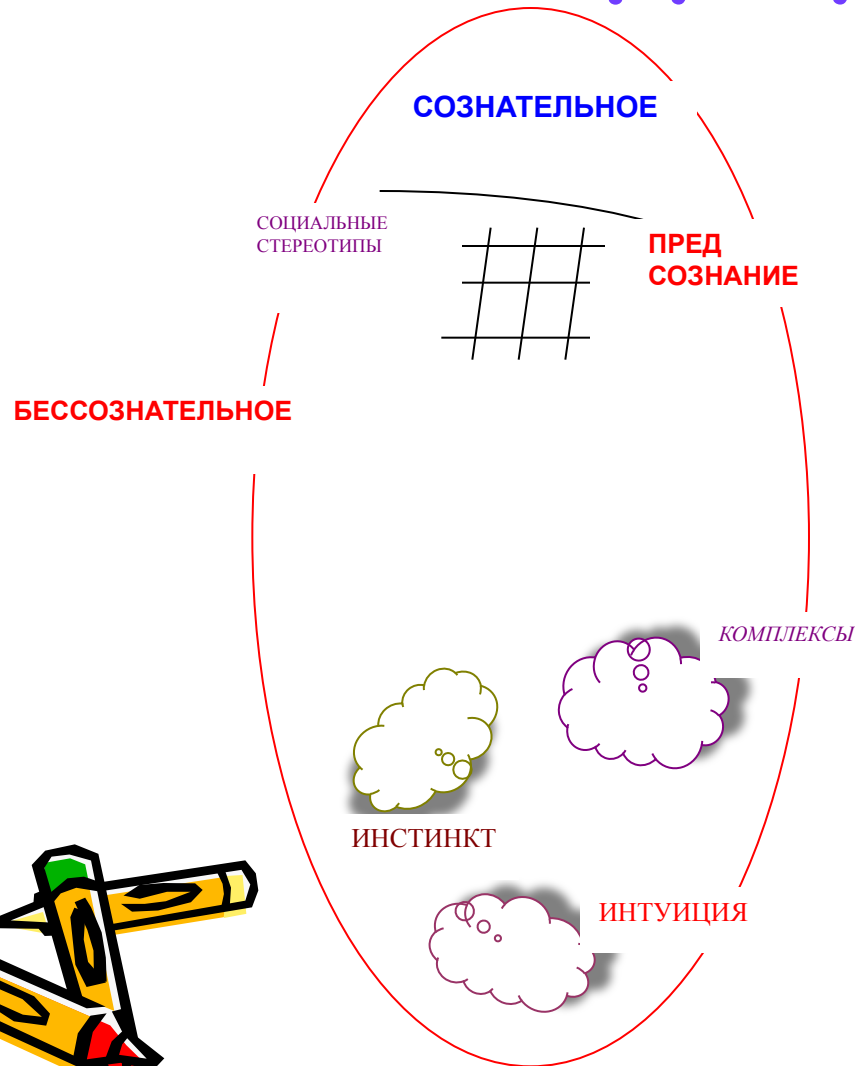 СОЗНАТЕЛЬНОЕ
СОЦИАЛЬНЫЕ
СТЕРЕОТИПЫ
ПРЕД
СОЗНАНИЕ
БЕССОЗНАТЕЛЬНОЕ
КОМПЛЕКСЫ
ИНСТИНКТ
ИНТУИЦИЯ